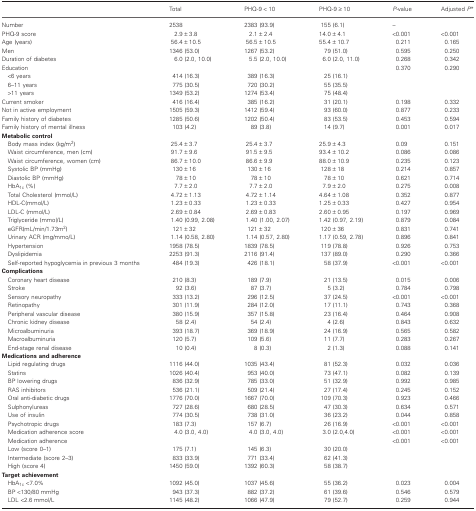 Total PHQ-9 < 10 PHQ-9 ≥ 10 P-value Adjusted P*
Number 2538 2383 (93.9) 155 (6.1) –
PHQ-9 score 2.9 ± 3.8 2.1 ± 2.4 14.0 ± 4.1 <0.001 <0.001
Age (years) 56.4 ± 10.5 56.5 ± 10.5 55.4 ± 10.7 0.211 0.165
Men 1346 (53.0) 1267 (53.2) 79 (51.0) 0.595 0.250
Duration of diabetes 6.0 (2.0, 10.0) 5.5 (2.0, 10.0) 6.0 (2.0, 11.0) 0.268 0.342
Education 0.370 0.290
<6 years 414 (16.3) 389 (16.3) 25 (16.1)
6–11 years 775 (30.5) 720 (30.2) 55 (35.5)
>11 years 1349 (53.2) 1274 (53.4) 75 (48.4)
Current smoker 416 (16.4) 385 (16.2) 31 (20.1) 0.198 0.332
Not in active employment 1505 (59.3) 1412 (59.4) 93 (60.0) 0.877 0.233
Family history of diabetes 1285 (50.6) 1202 (50.4) 83 (53.5) 0.453 0.594
Family history of mental illness 103 (4.2) 89 (3.8) 14 (9.7) 0.001 0.017
Metabolic control
Body mass index (kg/m²) 25.4 ± 3.7 25.4 ± 3.7 25.9 ± 4.3 0.09 0.151
Waist circumference, men (cm) 91.7 ± 9.6 91.5 ± 9.5 93.4 ± 10.2 0.086 0.086
Waist circumference, women (cm) 86.7 ± 10.0 86.6 ± 9.9 88.0 ± 10.9 0.235 0.123
Systolic BP (mmHg) 130 ± 16 130 ± 16 128 ± 18 0.214 0.857
Diastolic BP (mmHg) 78 ± 10 78 ± 10 78 ± 10 0.621 0.714
HbA₁c (%) 7.7 ± 2.0 7.7 ± 2.0 7.9 ± 2.0 0.275 0.008
Total Cholesterol (mmol/L) 4.72 ± 1.13 4.72 ± 1.14 4.64 ± 1.08 0.352 0.877
HDL-C(mmol/L) 1.23 ± 0.33 1.23 ± 0.33 1.25 ± 0.33 0.427 0.954
LDL-C (mmol/L) 2.69 ± 0.84 2.69 ± 0.83 2.60 ± 0.95 0.197 0.969
Triglyceride (mmol/L) 1.40 (0.99, 2.08) 1.40 (1.00, 2.07) 1.42 (0.97, 2.19) 0.879 0.084
eGFR(mL/min/1.73m²) 121 ± 32 121 ± 32 120 ± 36 0.831 0.741
Urinary ACR (mg/mmol/L) 1.14 (0.58, 2.80) 1.14 (0.57, 2.80) 1.17 (0.59, 2.78) 0.896 0.841
Hypertension 1958 (78.5) 1839 (78.5) 119 (78.8) 0.926 0.753
Dyslipidemia 2253 (91.3) 2116 (91.4) 137 (89.0) 0.290 0.366
Self-reported hypoglycemia in previous 3 months 484 (19.3) 426 (18.1) 58 (37.9) <0.001 <0.001
Complications
Coronary heart disease 210 (8.3) 189 (7.9) 21 (13.5) 0.015 0.006
Stroke 92 (3.6) 87 (3.7) 5 (3.2) 0.784 0.798
Sensory neuropathy 333 (13.2) 296 (12.5) 37 (24.5) <0.001 <0.001
Retinopathy 301 (11.9) 284 (12.0) 17 (11.1) 0.743 0.388
Peripheral vascular disease 380 (15.9) 357 (15.8) 23 (16.4) 0.464 0.908
Chronic kidney disease 58 (2.4) 54 (2.4) 4 (2.6) 0.843 0.632
Microalbuminuria 393 (18.7) 369 (18.9) 24 (16.9) 0.565 0.582
Macroalbuminuria 120 (5.7) 109 (5.6) 11 (7.7) 0.283 0.267
End-stage renal disease 10 (0.4) 8 (0.3) 2 (1.3) 0.088 0.141
Medications and adherence
Lipid regulating drugs 1116 (44.0) 1035 (43.4) 81 (52.3) 0.032 0.036
Statins 1026 (40.4) 953 (40.0) 73 (47.1) 0.082 0.139
BP lowering drugs 836 (32.9) 785 (33.0) 51 (32.9) 0.992 0.985
RAS inhibitors 536 (21.1) 509 (21.4) 27 (17.4) 0.245 0.152
Oral anti-diabetic drugs 1776 (70.0) 1667 (70.0) 109 (70.3) 0.923 0.466
Sulphonylureas 727 (28.6) 680 (28.5) 47 (30.3) 0.634 0.571
Use of insulin 774 (30.5) 738 (31.0) 36 (23.2) 0.044 0.858
Psychotropic drugs 183 (7.3) 157 (6.7) 26 (16.9) <0.001 <0.001
Medication adherence score 4.0 (3.0, 4.0) 4.0 (3.0, 4.0) 3.0 (2.0,4.0) <0.001 <0.001
Medication adherence <0.001 <0.001
Low (score 0–1) 175 (7.1) 145 (6.3) 30 (20.0)
Intermediate (score 2–3) 833 (33.9) 771 (33.4) 62 (41.3)
High (score 4) 1450 (59.0) 1392 (60.3) 58 (38.7)
Target achievement
HbA₁c <7.0% 1092 (45.0) 1037 (45.6) 55 (36.2) 0.023 0.004
BP <130/80 mmHg 943 (37.3) 882 (37.2) 61 (39.6) 0.546 0.579
LDL <2.6 mmol/L 1145 (48.2) 1066 (47.9) 79 (52.7) 0.259 0.944